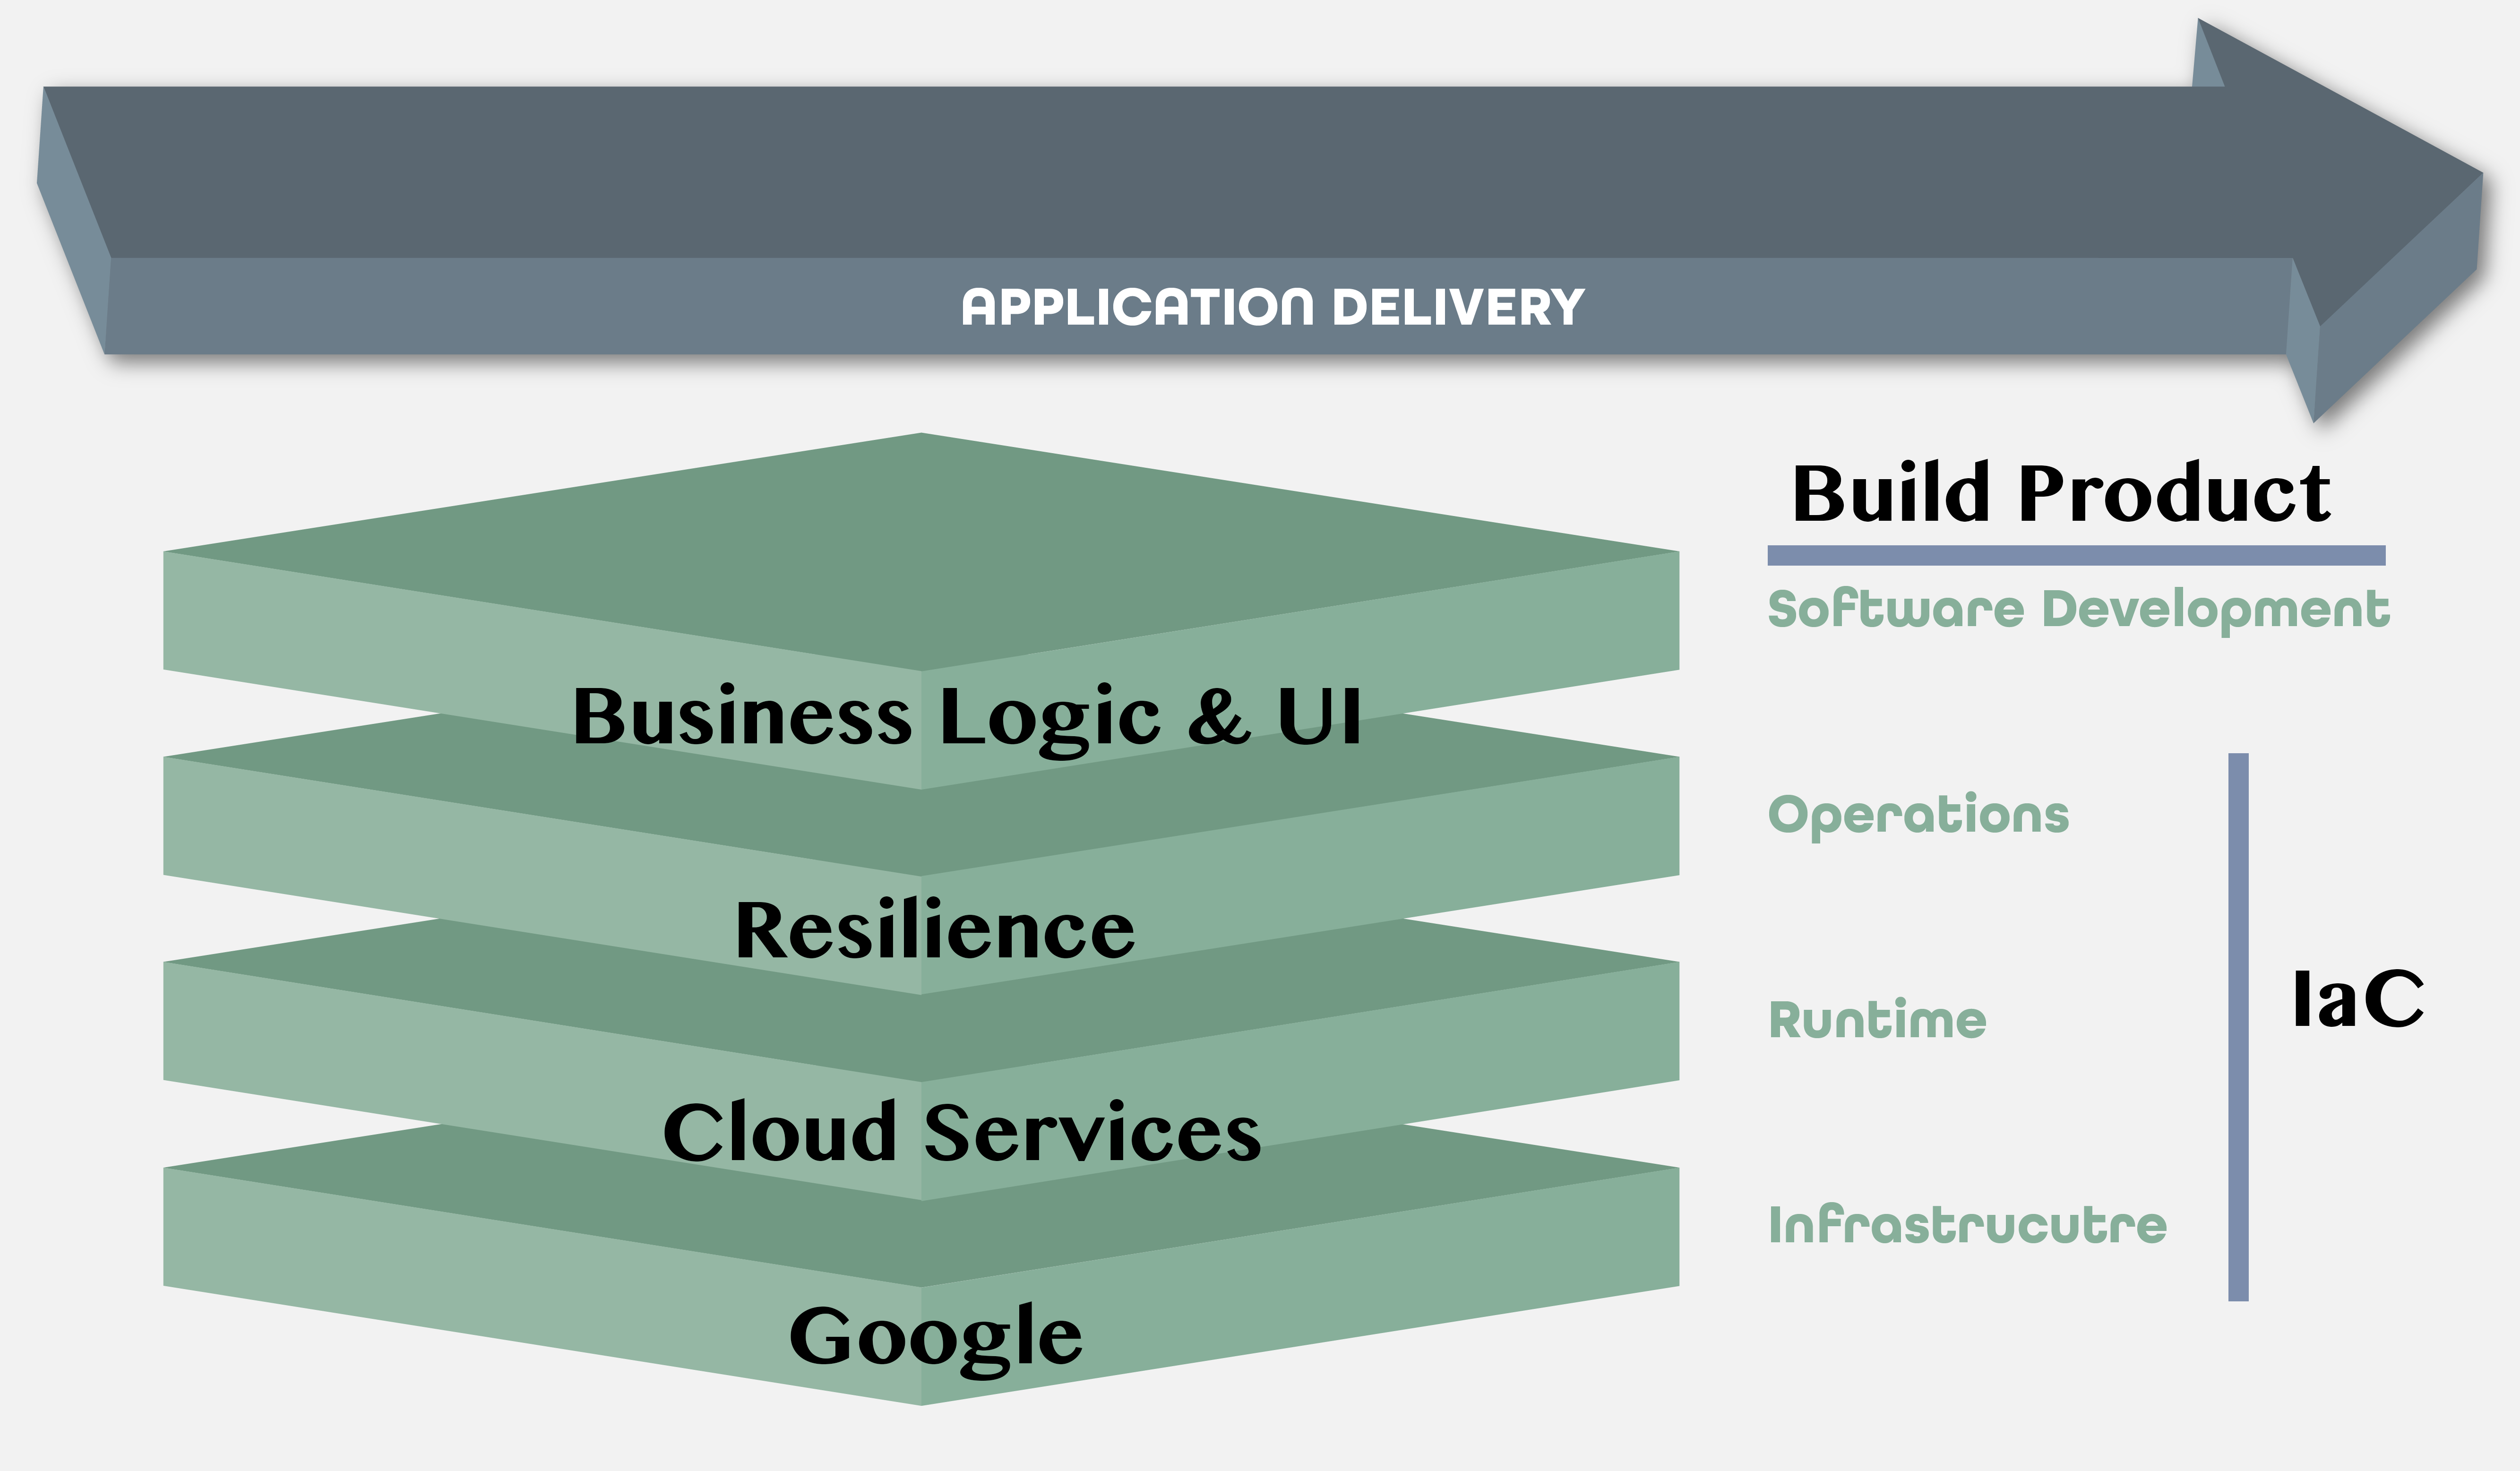 APPLICATION DELIVERY
Build Product
Software Development
Business Logic & UI
Operations
Resilience
Runtime
IaC
Cloud Services
Infrastrucutre
Google